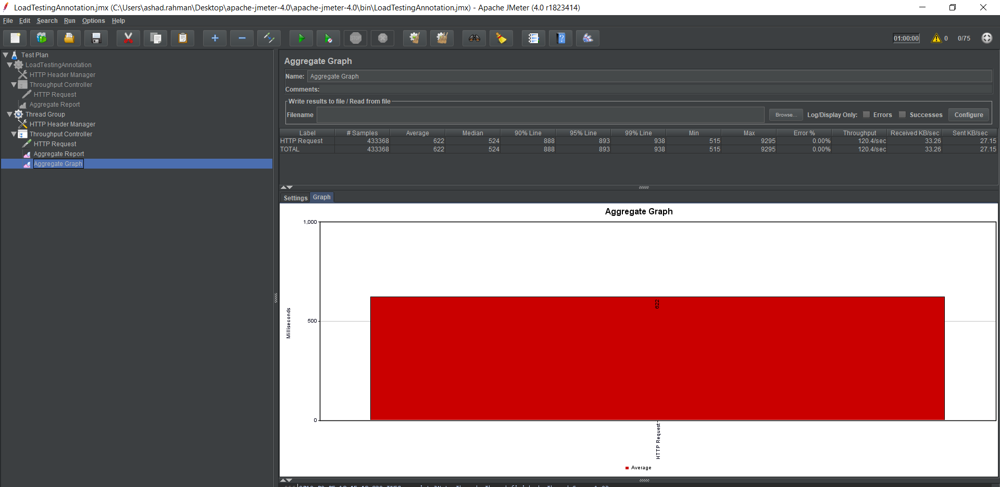 LoadTestingAnnotation.jmx (C:\Users\ashad.rahman\Desktop\apache-jmeter-4.0\apache-jmeter-4.0\bin\LoadTestingAnnotation.jmx) - Apache JMeter (4.0 r1823414)
File Edit Search Run Options Help
STOP
01:00:00 0 0/75
Test Plan
LoadTestingAnnotation
HTTP Header Manager
Throughput Controller
HTTP Request
Aggregate Report
Thread Group
HTTP Header Manager
Throughput Controller
HTTP Request
Aggregate Report
Aggregate Graph
Aggregate Graph
Name: Aggregate Graph
Comments:
Write results to file / Read from file
Filename Browse... Log/Display Only: Errors Successes Configure
Label # Samples Average Median 90% Line 95% Line 99% Line Min Max Error % Throughput Received KB/sec Sent KB/sec
HTTP Request 433368 622 524 888 893 938 515 9295 0.00% 120.4/sec 33.26 27.15
TOTAL 433368 622 524 888 893 938 515 9295 0.00% 120.4/sec 33.26 27.15
Settings Graph
Aggregate Graph
1,000
500
0
Milliseconds
622
HTTP Request
Average